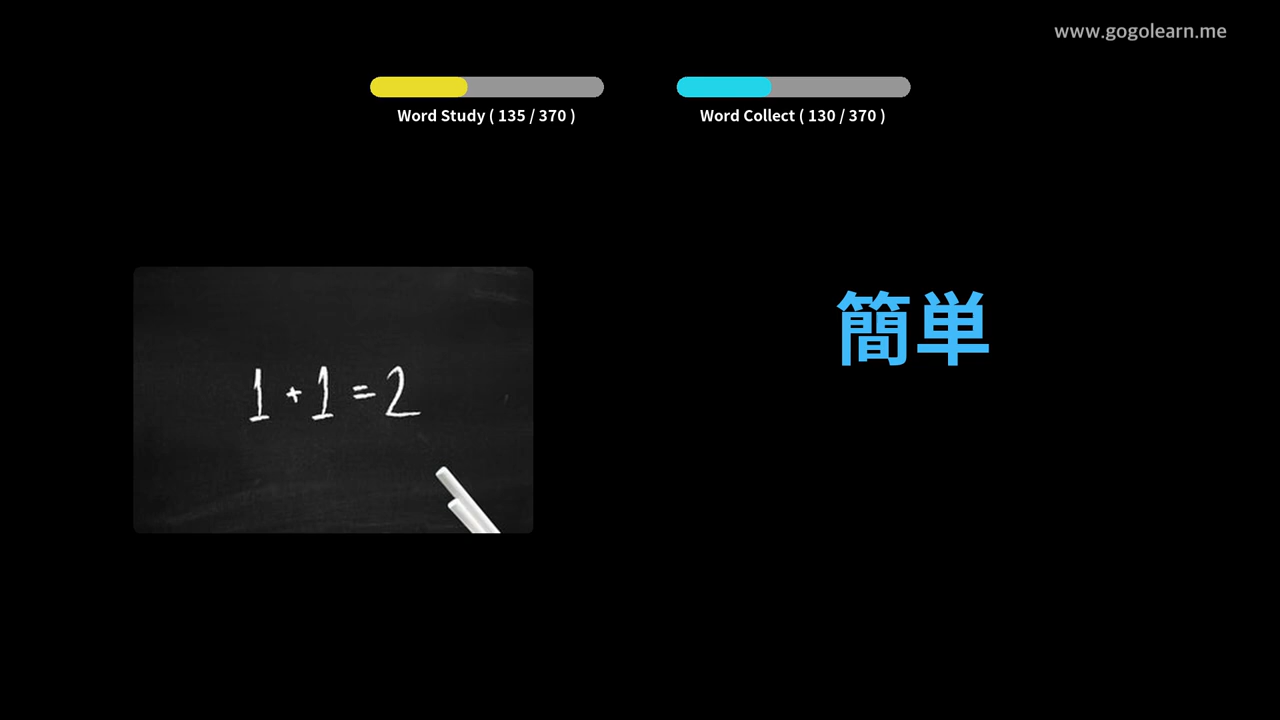 www.gogolearn.me
Word Study ( 135 / 370 )
Word Collect ( 130 / 370 )
1 + 1 = 2
簡単